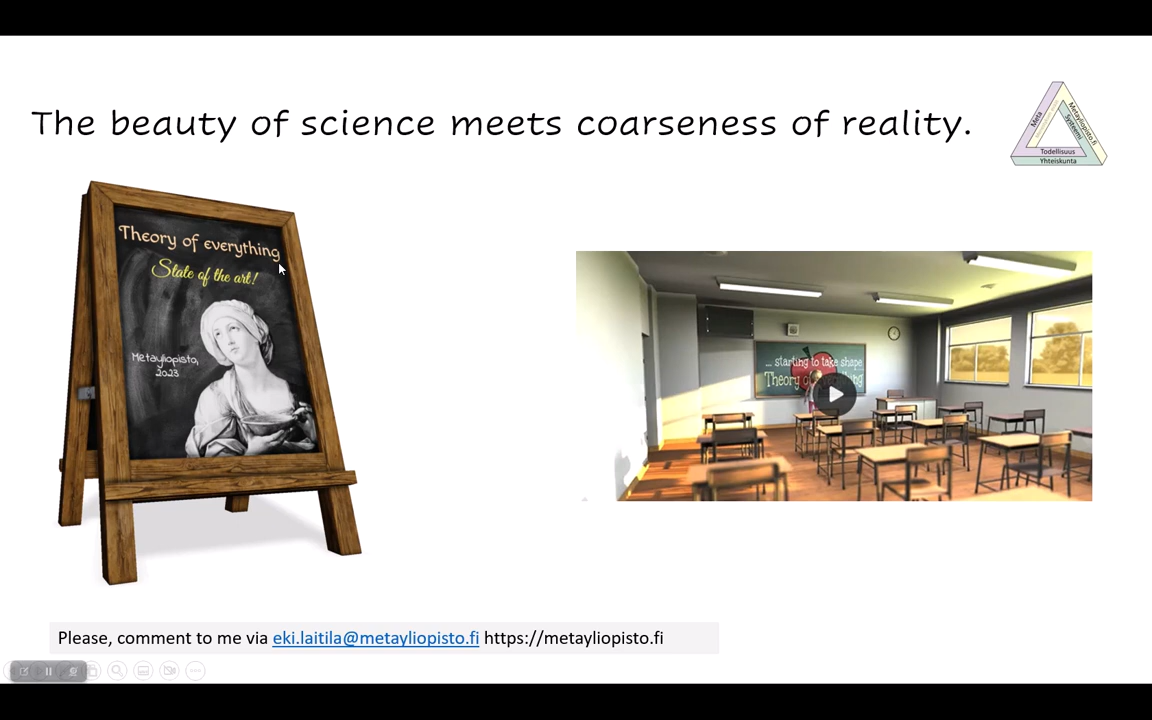 The beauty of science meets coarseness of reality.
Meta
Metayliopisto.fi
Systeemi
Todellisuus
Yhteiskunta
Theory of everything
State of the art!
Metayliopisto,
2023
... starting to take shape
Theory of
Please, comment to me via eki.laitila@metayliopisto.fi https://metayliopisto.fi